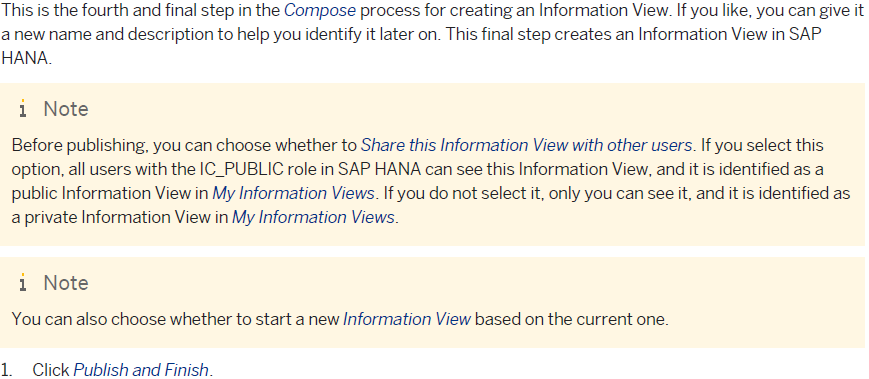 This is the fourth and final step in the Compose process for creating an Information View. If you like, you can give it
a new name and description to help you identify it later on. This final step creates an Information View in SAP
HANA.
i Note
Before publishing, you can choose whether to Share this Information View with other users. If you select this
option, all users with the IC_PUBLIC role in SAP HANA can see this Information View, and it is identified as a
public Information View in My Information Views. If you do not select it, only you can see it, and it is identified as
a private Information View in My Information Views.
i Note
You can also choose whether to start a new Information View based on the current one.
1. Click Publish and Finish.